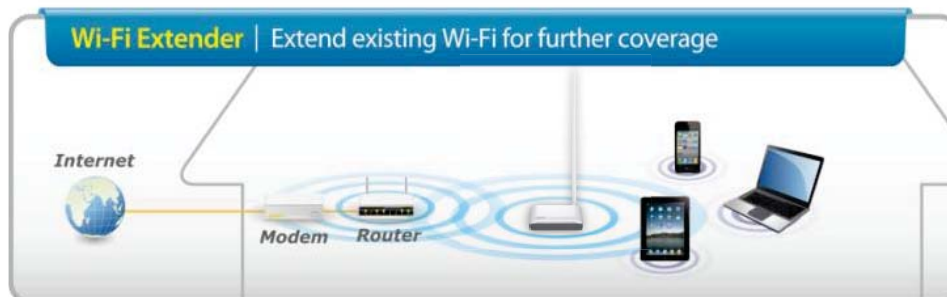 Wi-Fi Extender | Extend existing Wi-Fi for further coverage
Internet
Modem
Router